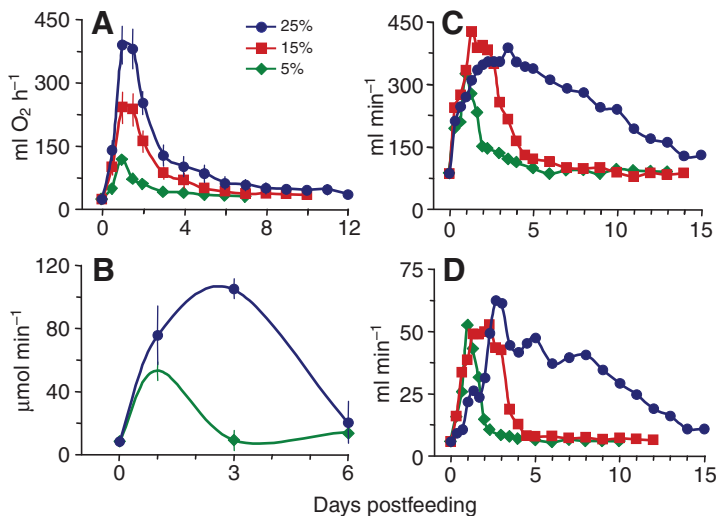 A
25%
15%
5%
ml O₂ h⁻¹
450
300
150
0
0 4 8 12
B
μmol min⁻¹
120
80
40
0
0 3 6
C
ml min⁻¹
450
300
150
0
0 5 10 15
D
ml min⁻¹
75
50
25
0
0 5 10 15
Days postfeeding